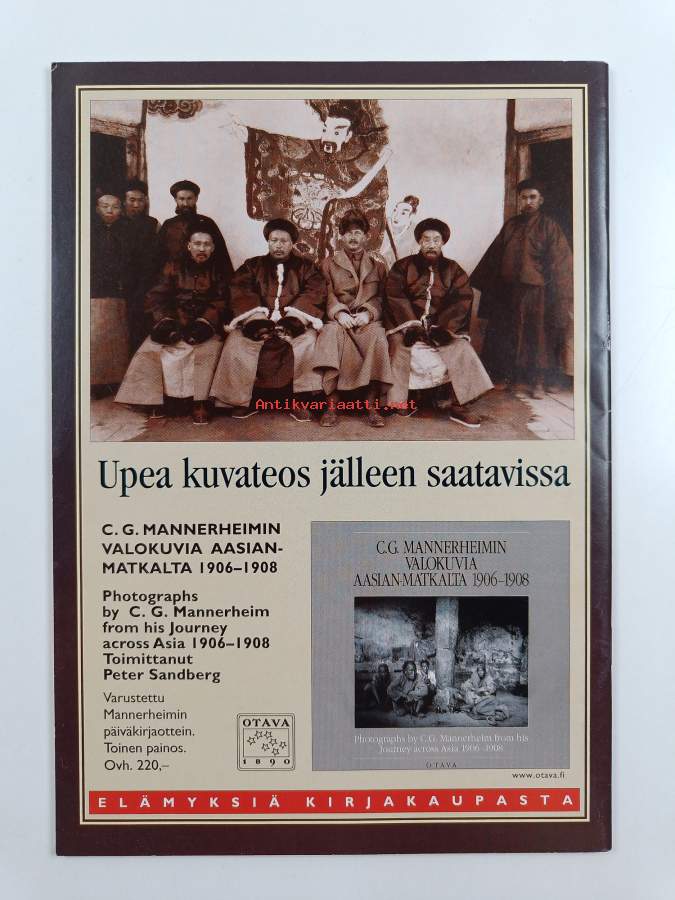 Antikvariaatti.net
Upea kuvateos jälleen saatavissa
C. G. MANNERHEIMIN
VALOKUVIA AASIAN-
MATKALTA 1906–1908
Photographs
by C. G. Mannerheim
from his Journey
across Asia 1906–1908
Toimittanut
Peter Sandberg
Varustettu
Mannerheimin
päiväkirjaottein.
Toinen painos.
Ovh. 220,–
OTAVA
1890
C.G. MANNERHEIMIN
VALOKUVIA
AASIAN-MATKALTA 1906–1908
Photographs by C.G. Mannerheim from his
Journey across Asia 1906–1908
OTAVA
www.otava.fi
ELÄMYKSIÄ KIRJAKAUPASTA